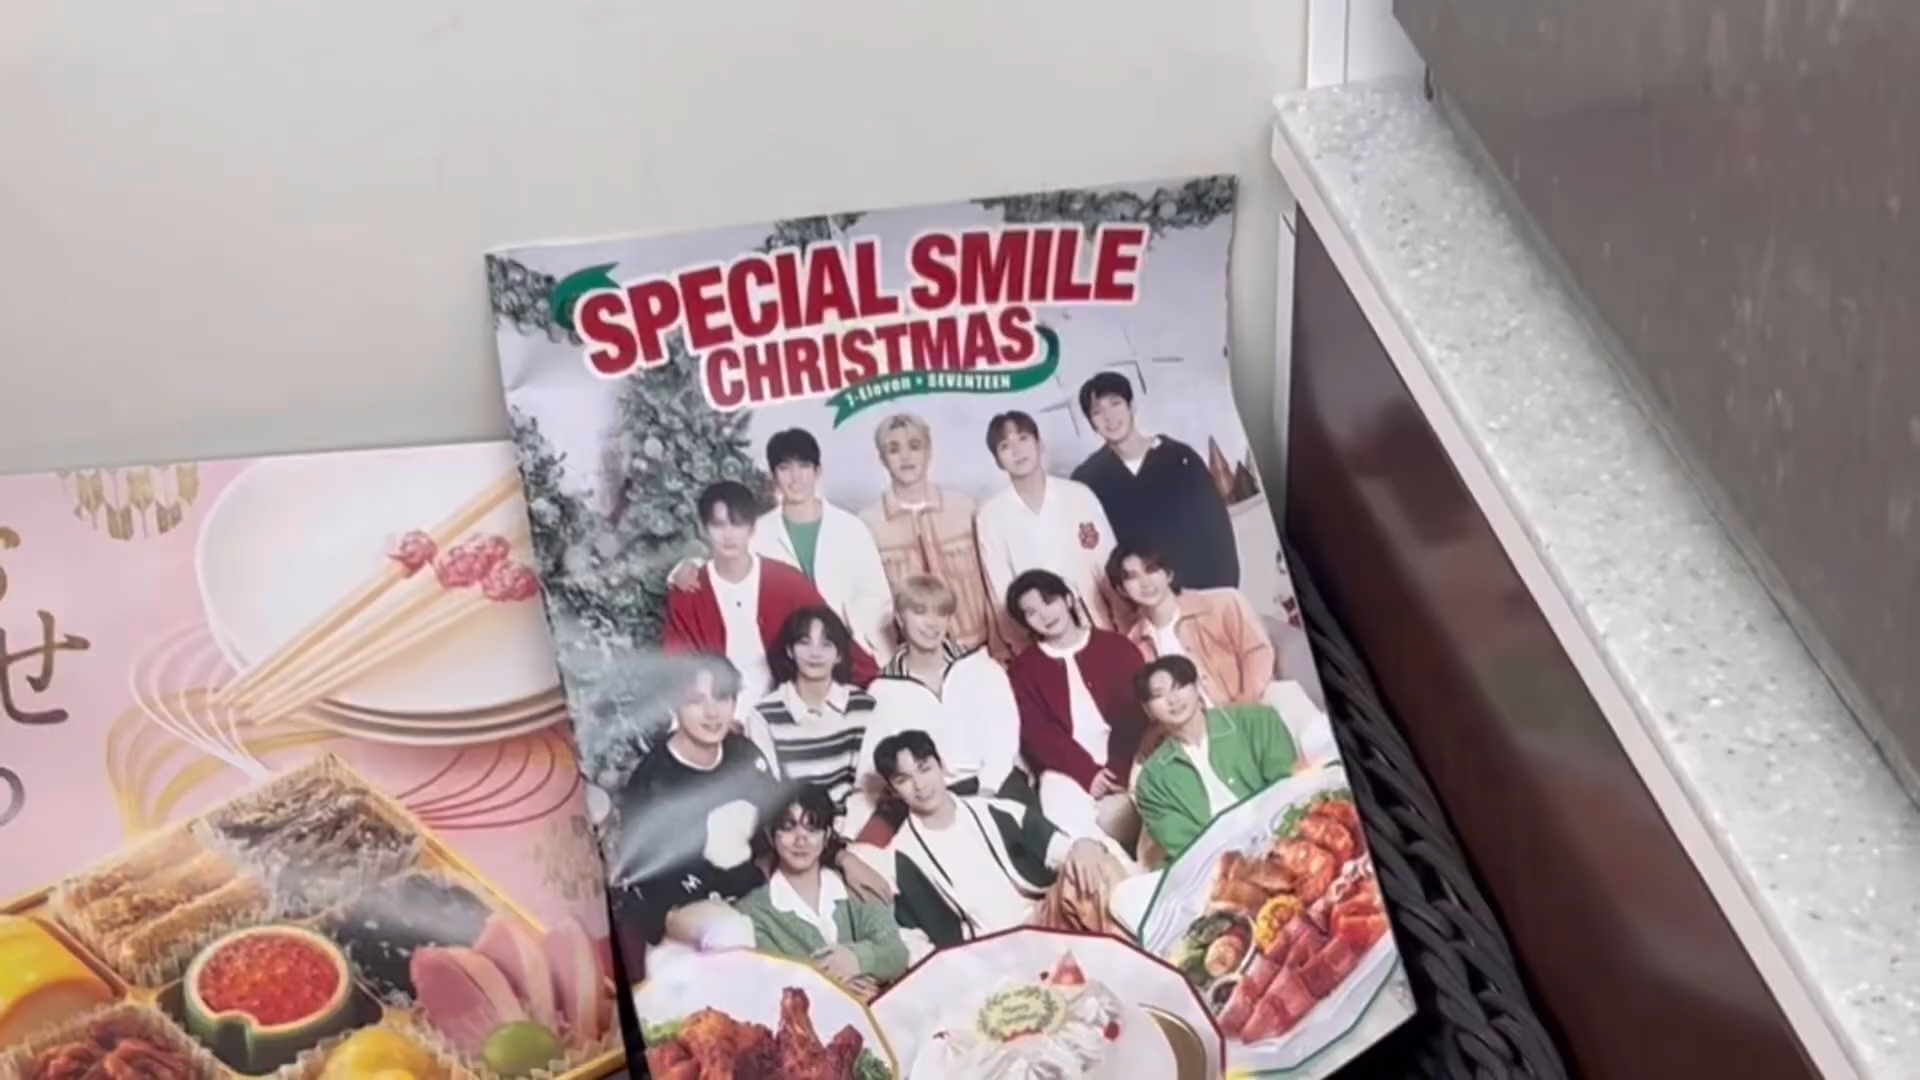 SPECIAL SMILE
CHRISTMAS
7-Eleven × SEVENTEEN
せ